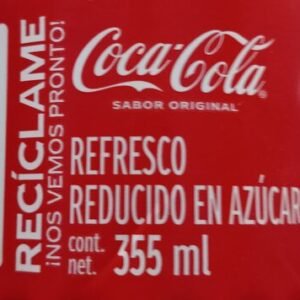 RECÍCLAME
¡NOS VEMOS PRONTO!
Coca-Cola
SABOR ORIGINAL
REFRESCO
REDUCIDO EN AZÚCAR
cont. net. 355 ml